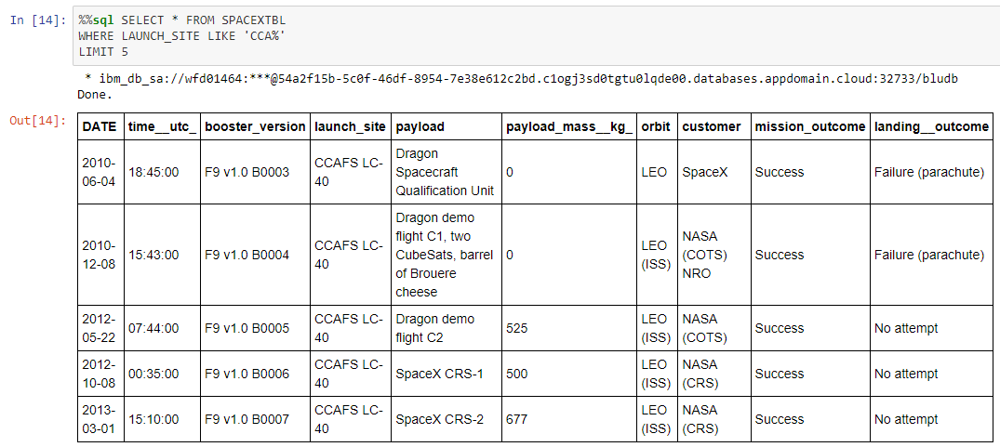 In [14]: %%sql SELECT * FROM SPACEXTBL
WHERE LAUNCH_SITE LIKE 'CCA%'
LIMIT 5
* ibm_db_sa://wfd01464:***@54a2f15b-5c0f-46df-8954-7e38e612c2bd.c1ogj3sd0tgtu0lqde00.databases.appdomain.cloud:32733/bludb
Done.
Out[14]:
DATE time__utc_ booster_version launch_site payload payload_mass__kg_ orbit customer mission_outcome landing__outcome
2010-06-04 18:45:00 F9 v1.0 B0003 CCAFS LC-40 Dragon Spacecraft Qualification Unit 0 LEO SpaceX Success Failure (parachute)
2010-12-08 15:43:00 F9 v1.0 B0004 CCAFS LC-40 Dragon demo flight C1, two CubeSats, barrel of Brouere cheese 0 LEO (ISS) NASA (COTS) NRO Success Failure (parachute)
2012-05-22 07:44:00 F9 v1.0 B0005 CCAFS LC-40 Dragon demo flight C2 525 LEO (ISS) NASA (COTS) Success No attempt
2012-10-08 00:35:00 F9 v1.0 B0006 CCAFS LC-40 SpaceX CRS-1 500 LEO (ISS) NASA (CRS) Success No attempt
2013-03-01 15:10:00 F9 v1.0 B0007 CCAFS LC-40 SpaceX CRS-2 677 LEO (ISS) NASA (CRS) Success No attempt